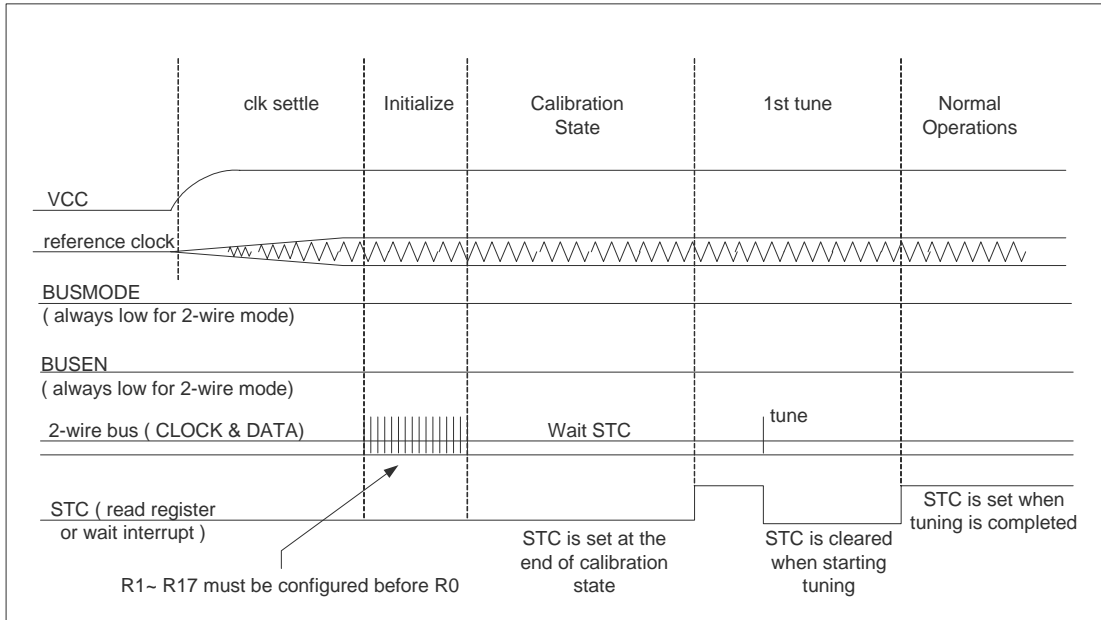 clk settle
Initialize
Calibration
State
1st tune
Normal
Operations
VCC
reference clock
BUSMODE
( always low for 2-wire mode)
BUSEN
(always low for 2-wire mode)
2-wire bus ( CLOCK & DATA)
Wait STC
tune
STC ( read register
or wait interrupt )
STC is set at the
end of calibration
state
STC is cleared
when starting
tuning
STC is set when
tuning is completed
R1~ R17 must be configured before R0